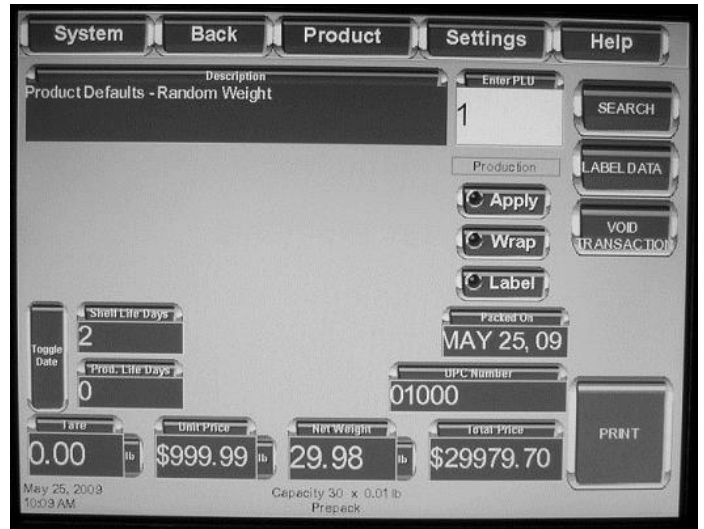 System Back Product Settings Help
Description
Product Defaults - Random Weight
Enter PLU
1
SEARCH
Production
LABEL DATA
Apply
VOID
TRANSACTION
Wrap
Label
Shelf Life Days
2
Packed On
MAY 25, 09
Toggle
Date
Prod. Life Days
0
UPC Number
01000
Tare
0.00 lb
Unit Price
$999.99 lb
Net Weight
29.98 lb
Total Price
$29979.70
PRINT
May 25, 2009
10:09 AM
Capacity 30 x 0.01 lb
Prepack